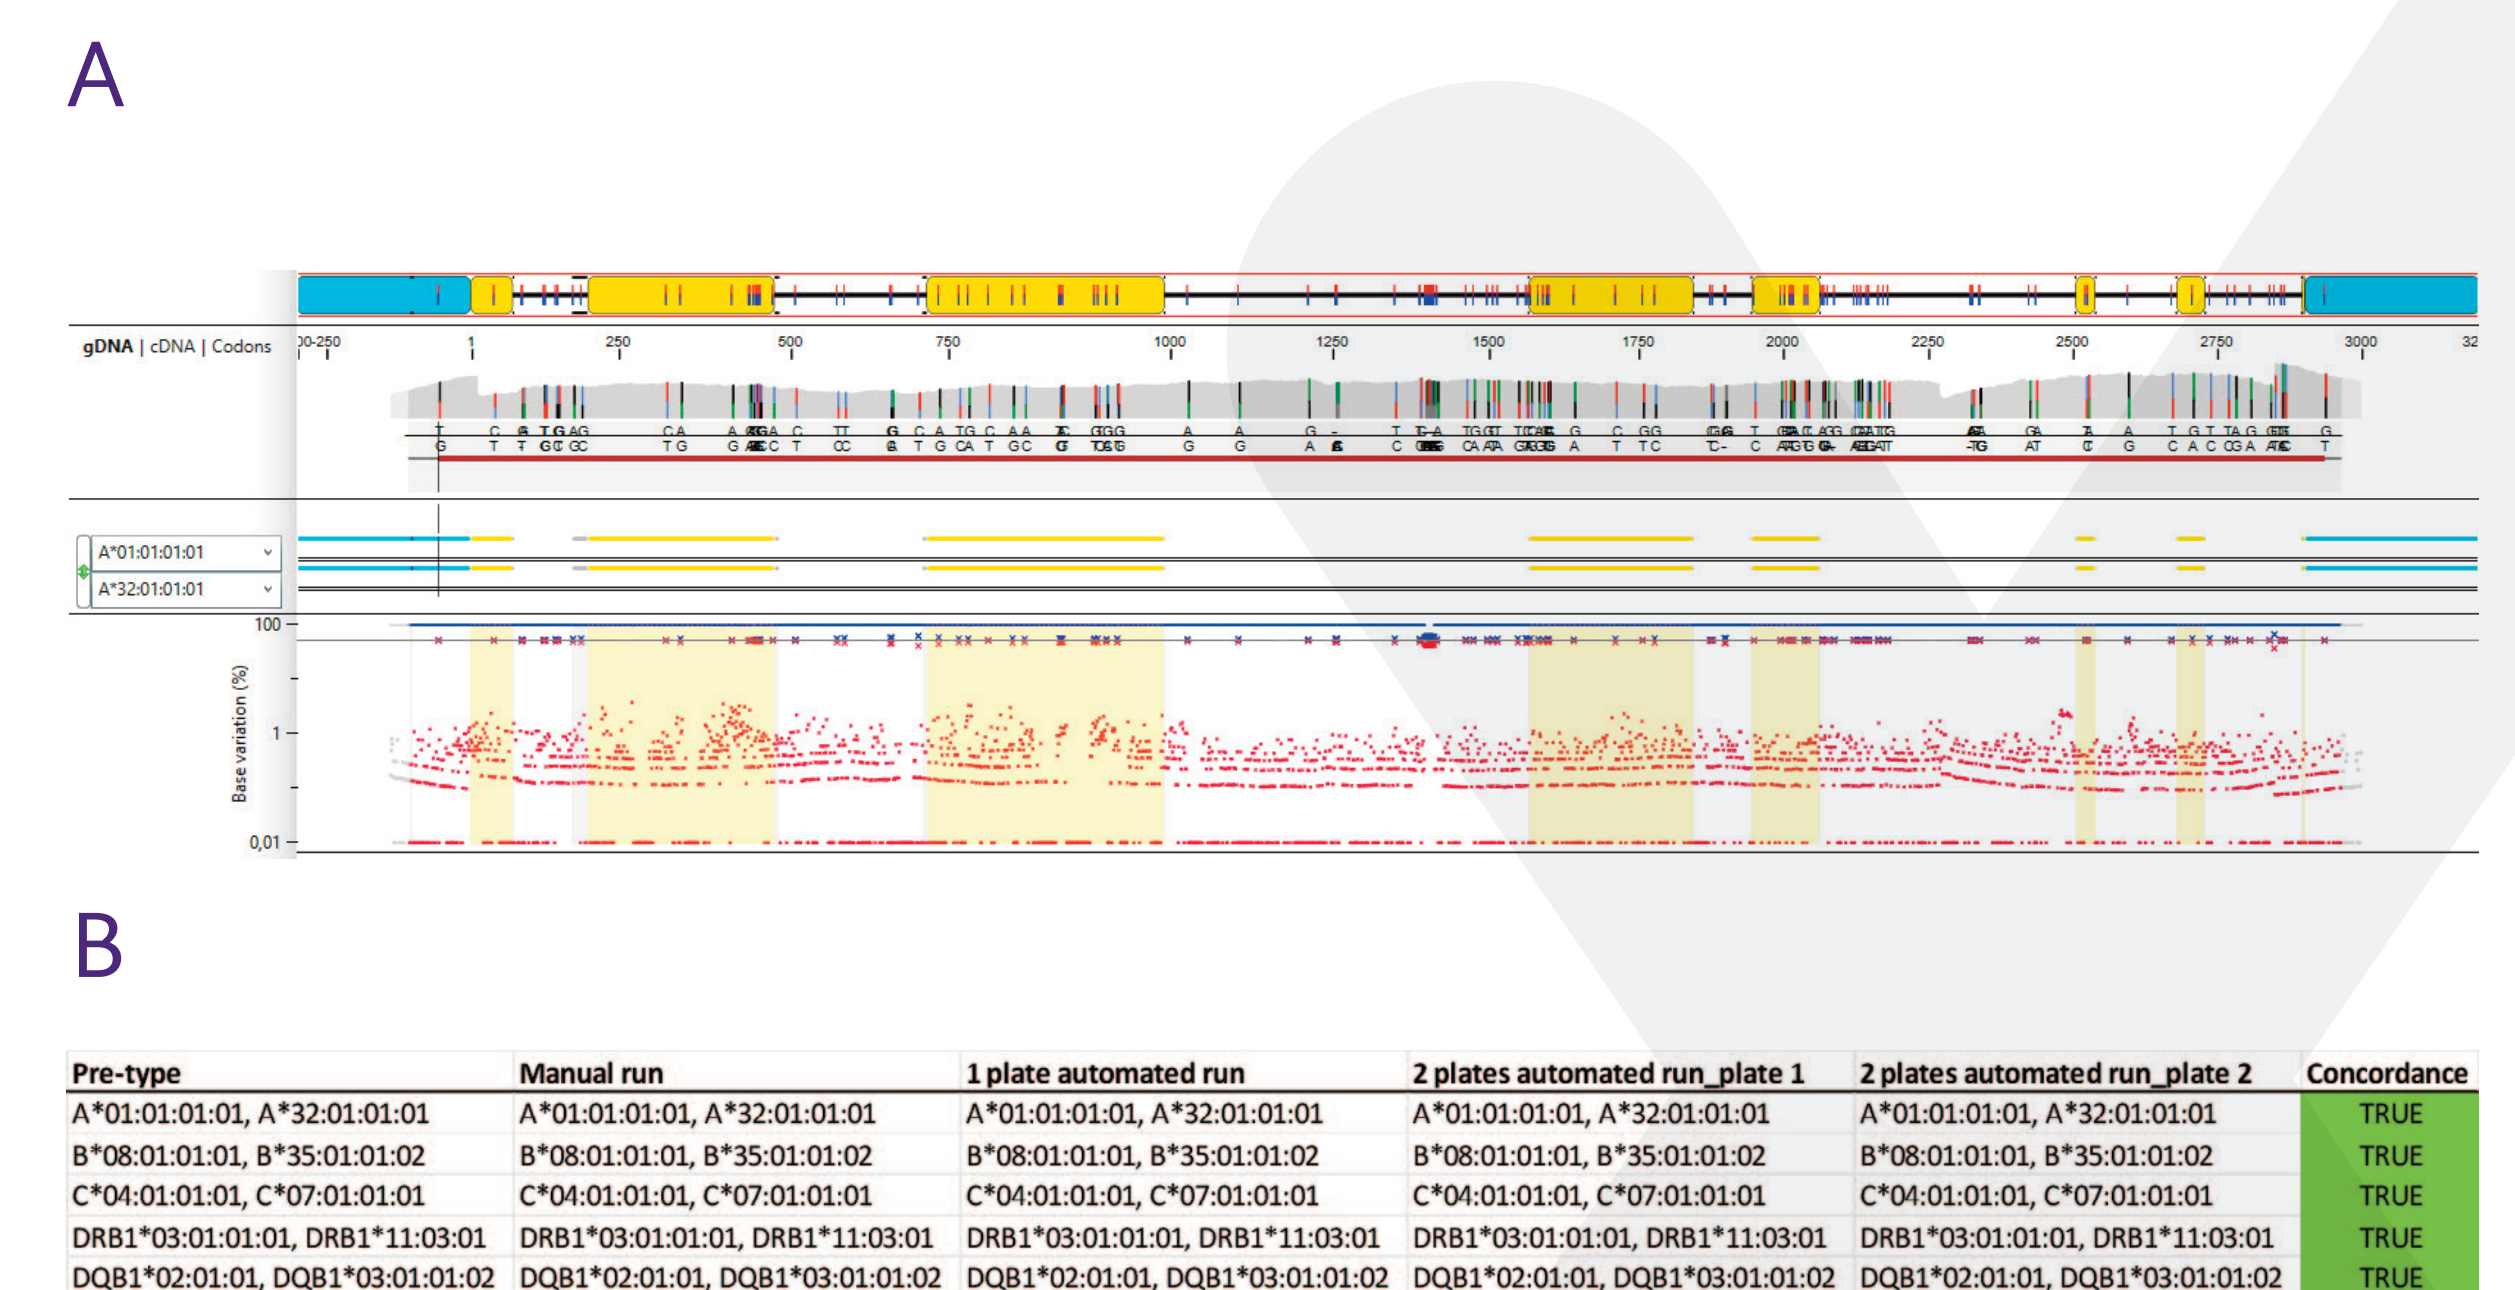 A
gDNA | cDNA | Codons
00-250 1 250 500 750 1000 1250 1500 1750 2000 2250 2500 2750 3000 32
A*01:01:01:01
A*32:01:01:01
Base variation (%)
100
1
0,01
B
Pre-type Manual run 1 plate automated run 2 plates automated run_plate 1 2 plates automated run_plate 2 Concordance
A*01:01:01:01, A*32:01:01:01 A*01:01:01:01, A*32:01:01:01 A*01:01:01:01, A*32:01:01:01 A*01:01:01:01, A*32:01:01:01 A*01:01:01:01, A*32:01:01:01 TRUE
B*08:01:01:01, B*35:01:01:02 B*08:01:01:01, B*35:01:01:02 B*08:01:01:01, B*35:01:01:02 B*08:01:01:01, B*35:01:01:02 B*08:01:01:01, B*35:01:01:02 TRUE
C*04:01:01:01, C*07:01:01:01 C*04:01:01:01, C*07:01:01:01 C*04:01:01:01, C*07:01:01:01 C*04:01:01:01, C*07:01:01:01 C*04:01:01:01, C*07:01:01:01 TRUE
DRB1*03:01:01:01, DRB1*11:03:01 DRB1*03:01:01:01, DRB1*11:03:01 DRB1*03:01:01:01, DRB1*11:03:01 DRB1*03:01:01:01, DRB1*11:03:01 DRB1*03:01:01:01, DRB1*11:03:01 TRUE
DQB1*02:01:01, DQB1*03:01:01:02 DQB1*02:01:01, DQB1*03:01:01:02 DQB1*02:01:01, DQB1*03:01:01:02 DQB1*02:01:01, DQB1*03:01:01:02 DQB1*02:01:01, DQB1*03:01:01:02 TRUE